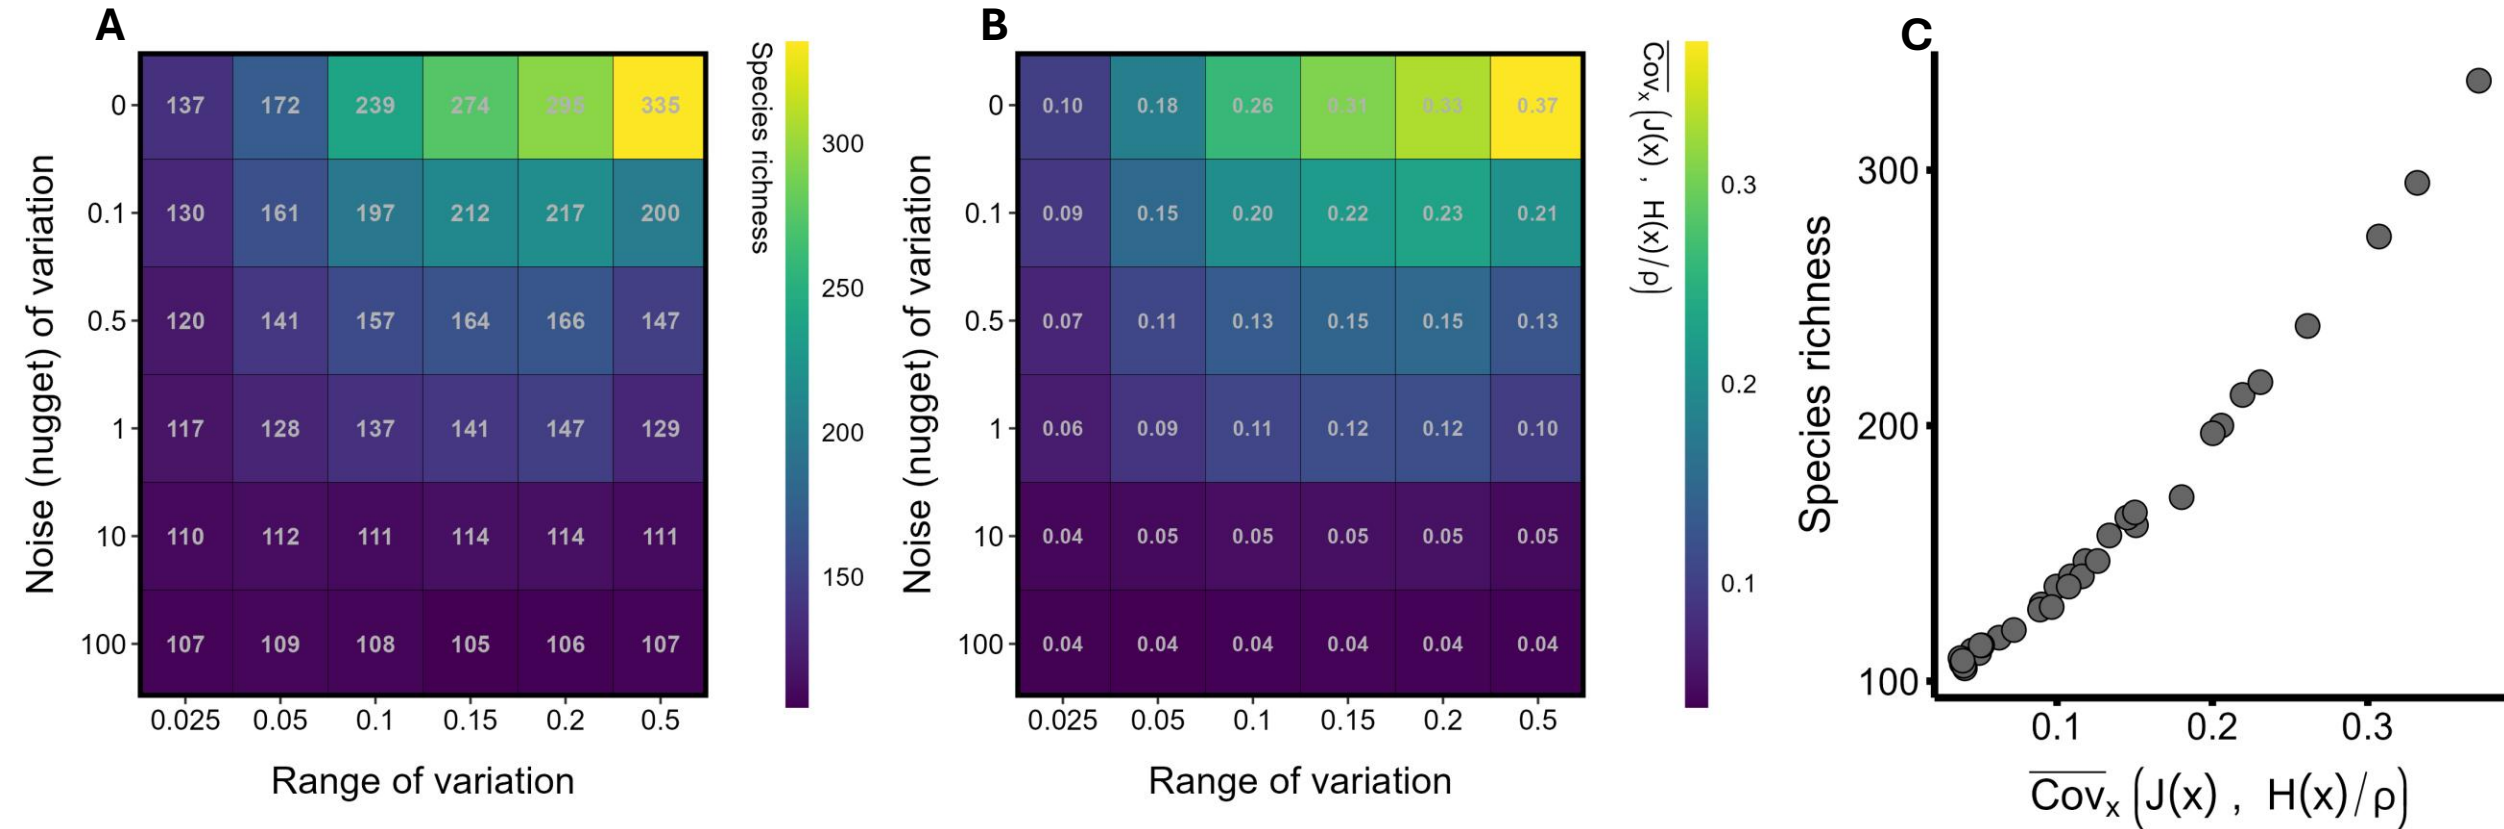 A
Noise (nugget) of variation
0 137 172 239 274 295 335
0.1 130 161 197 212 217 200
0.5 120 141 157 164 166 147
1 117 128 137 141 147 129
10 110 112 111 114 114 111
100 107 109 108 105 106 107
0.025 0.05 0.1 0.15 0.2 0.5
Range of variation
Species richness
300
250
200
150
B
Noise (nugget) of variation
0 0.10 0.18 0.26 0.31 0.33 0.37
0.1 0.09 0.15 0.20 0.22 0.23 0.21
0.5 0.07 0.11 0.13 0.15 0.15 0.13
1 0.06 0.09 0.11 0.12 0.12 0.10
10 0.04 0.05 0.05 0.05 0.05 0.05
100 0.04 0.04 0.04 0.04 0.04 0.04
0.025 0.05 0.1 0.15 0.2 0.5
Range of variation
Covₓ (J(x) , H(x)/ρ)
0.3
0.2
0.1
C
Species richness
300
200
100
0.1 0.2 0.3
Covₓ (J(x) , H(x)/ρ)